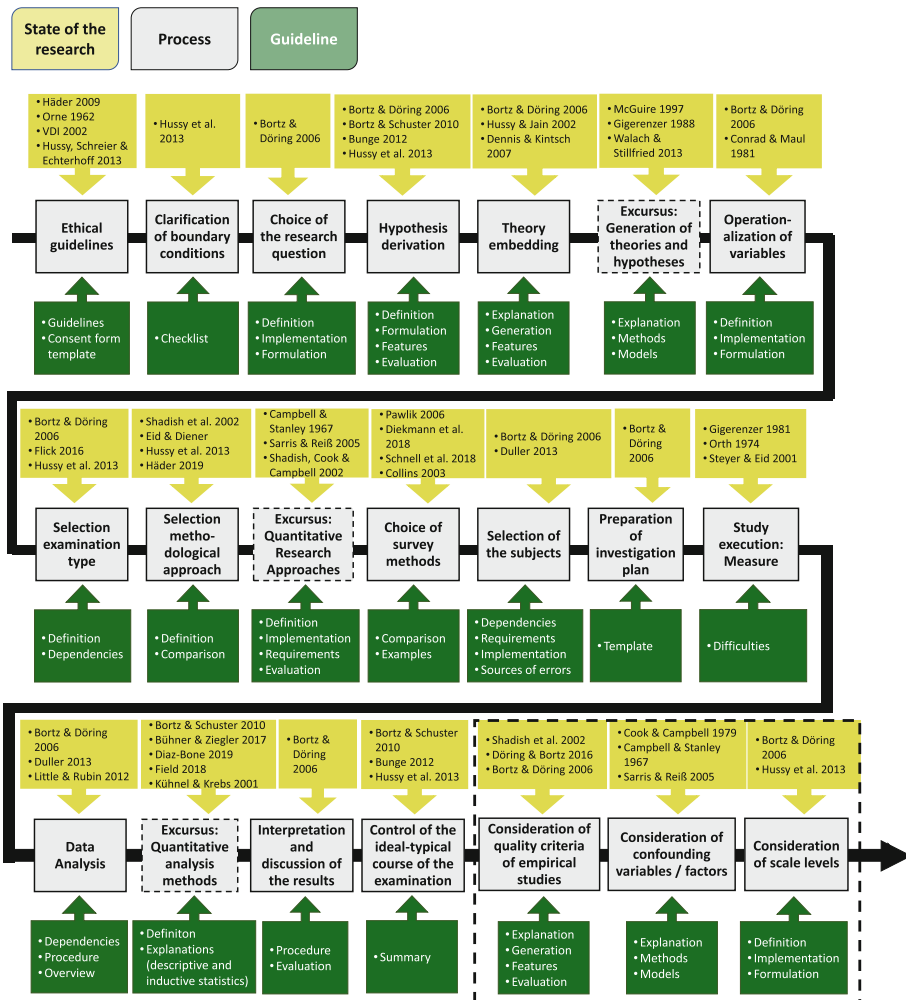 State of the
research
Process
Guideline
• Häder 2009
• Orne 1962
• VDI 2002
• Hussy, Schreier &
Echterhoff 2013
• Hussy et al.
2013
• Bortz &
Döring 2006
• Bortz & Döring 2006
• Bortz & Schuster 2010
• Bunge 2012
• Hussy et al. 2013
• Bortz & Döring 2006
• Hussy & Jain 2002
• Dennis & Kintsch
2007
• McGuire 1997
• Gigerenzer 1988
• Walach &
Stillfried 2013
• Bortz & Döring
2006
• Conrad & Maul
1981
Ethical
guidelines
Clarification
of boundary
conditions
Choice of
the research
question
Hypothesis
derivation
Theory
embedding
Excursus:
Generation of
theories and
hypotheses
Operation-
alization of
variables
• Guidelines
• Consent form
template
• Checklist
• Definition
• Implementation
• Formulation
• Definition
• Formulation
• Features
• Evaluation
• Explanation
• Generation
• Features
• Evaluation
• Explanation
• Methods
• Models
• Definition
• Implementation
• Formulation
• Bortz & Döring
2006
• Flick 2016
• Hussy et al. 2013
• Shadish et al. 2002
• Eid & Diener
• Hussy et al. 2013
• Häder 2019
• Campbell &
Stanley 1967
• Sarris & Reiß 2005
• Shadish, Cook &
Campbell 2002
• Pawlik 2006
• Diekmann et al.
2018
• Schnell et al. 2018
• Collins 2003
• Bortz & Döring 2006
• Duller 2013
• Bortz &
Döring
2006
• Gigerenzer 1981
• Orth 1974
• Steyer & Eid 2001
Selection
examination
type
Selection
metho-
dological
approach
Excursus:
Quantitative
Research
Approaches
Choice of
survey
methods
Selection of
the subjects
Preparation
of
investigation
plan
Study
execution:
Measure
• Definition
• Dependencies
• Definition
• Comparison
• Definition
• Implementation
• Requirements
• Evaluation
• Comparison
• Examples
• Dependencies
• Requirements
• Implementation
• Sources of errors
• Template
• Difficulties
• Bortz & Döring
2006
• Duller 2013
• Little & Rubin 2012
• Bortz & Schuster 2010
• Bühner & Ziegler 2017
• Diaz-Bone 2019
• Field 2018
• Kühnel & Krebs 2001
• Bortz &
Döring
2006
• Bortz & Schuster
2010
• Bunge 2012
• Hussy et al. 2013
• Shadish et al. 2002
• Döring & Bortz 2016
• Bortz & Döring 2006
• Cook & Campbell 1979
• Campbell & Stanley
1967
• Sarris & Reiß 2005
• Bortz & Döring
2006
• Hussy et al. 2013
Data
Analysis
Excursus:
Quantitative
analysis
methods
Interpretation
and
discussion of
the results
Control of the
ideal-typical
course of the
examination
Consideration of
quality criteria
of empirical
studies
Consideration of
confounding
variables / factors
Consideration
of scale levels
• Dependencies
• Procedure
• Overview
• Definiton
• Explanations
(descriptive and
inductive statistics)
• Procedure
• Evaluation
• Summary
• Explanation
• Generation
• Features
• Evaluation
• Explanation
• Methods
• Models
• Definition
• Implementation
• Formulation